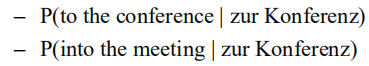 – P(to the conference | zur Konferenz)
– P(into the meeting | zur Konferenz)